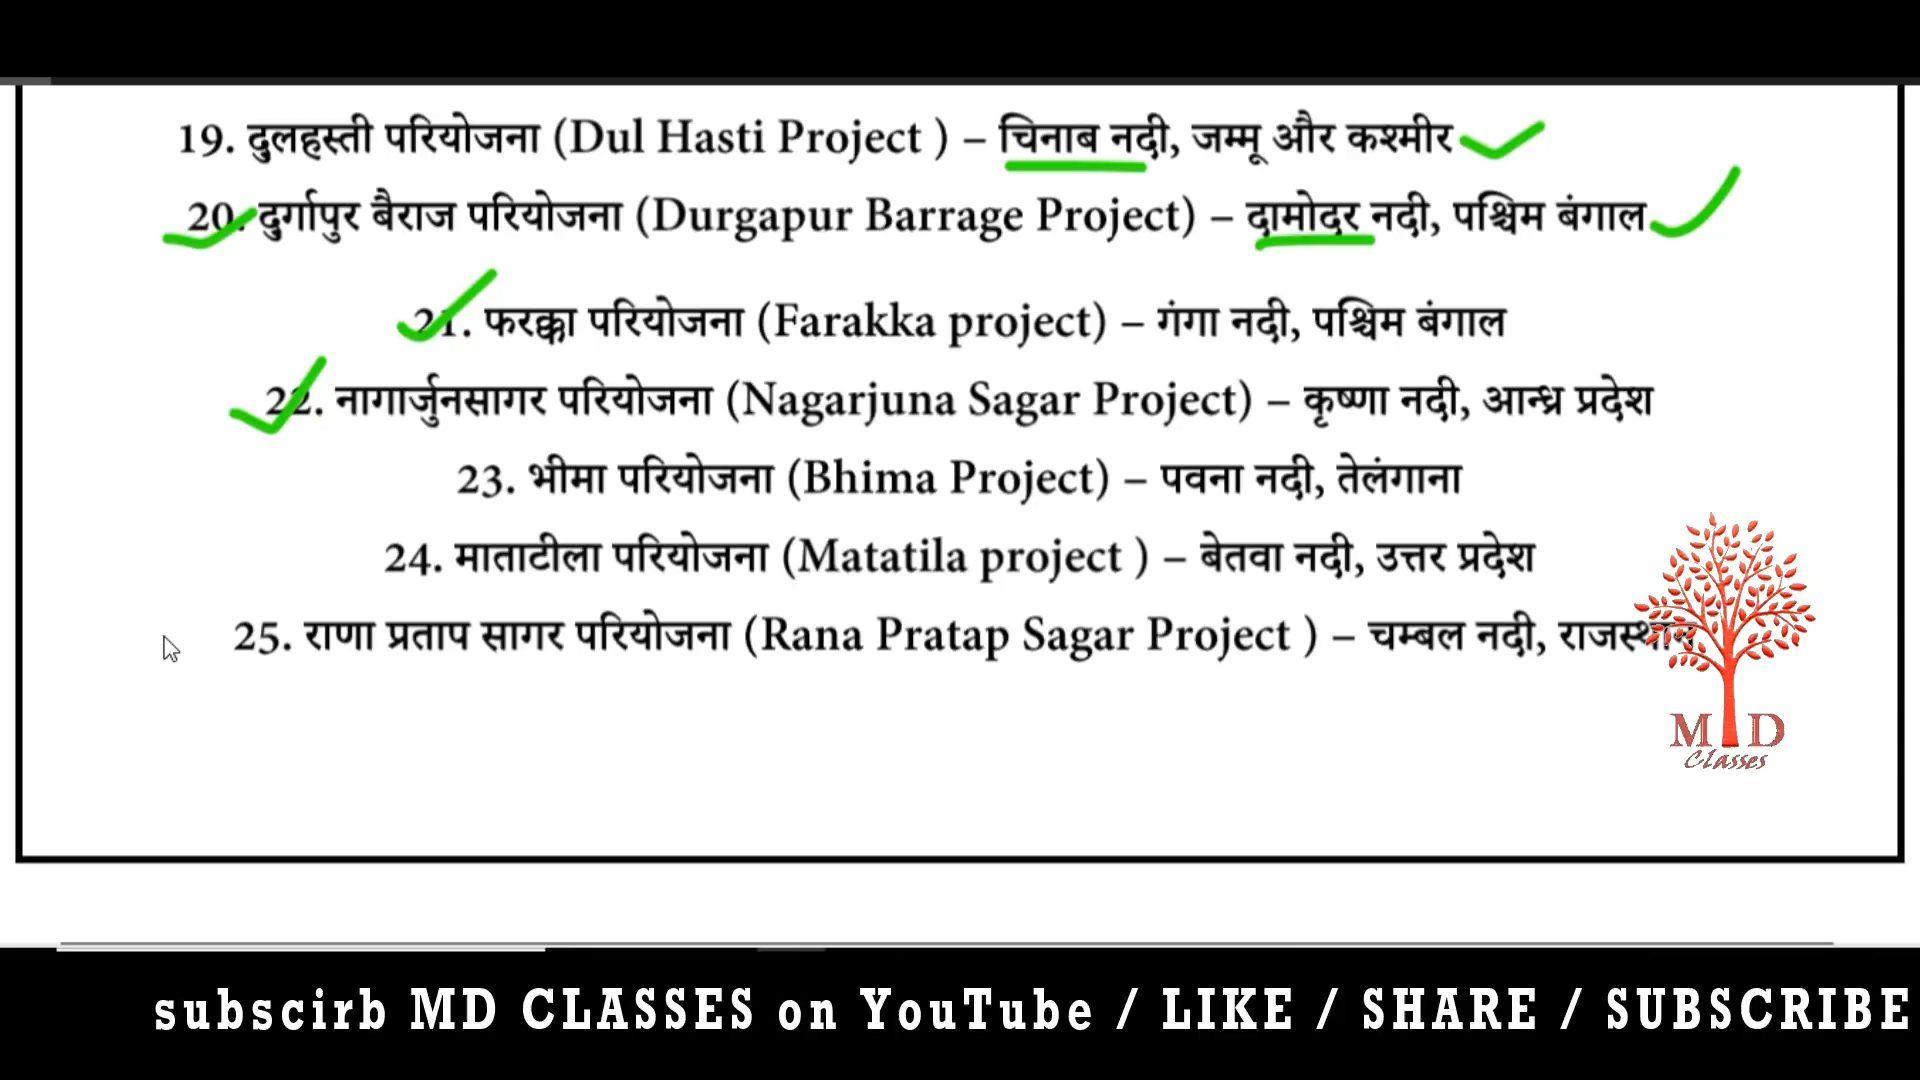 19. दुलहस्ती परियोजना (Dul Hasti Project ) – चिनाब नदी, जम्मू और कश्मीर
20. दुर्गापुर बैराज परियोजना (Durgapur Barrage Project) – दामोदर नदी, पश्चिम बंगाल
21. फरक्का परियोजना (Farakka project) – गंगा नदी, पश्चिम बंगाल
22. नागार्जुनसागर परियोजना (Nagarjuna Sagar Project) – कृष्णा नदी, आन्ध्र प्रदेश
23. भीमा परियोजना (Bhima Project) – पवना नदी, तेलंगाना
24. माताटीला परियोजना (Matatila project ) – बेतवा नदी, उत्तर प्रदेश
25. राणा प्रताप सागर परियोजना (Rana Pratap Sagar Project ) – चम्बल नदी, राजस्थान
M D
Classes
subscirb MD CLASSES on YouTube / LIKE / SHARE / SUBSCRIBE